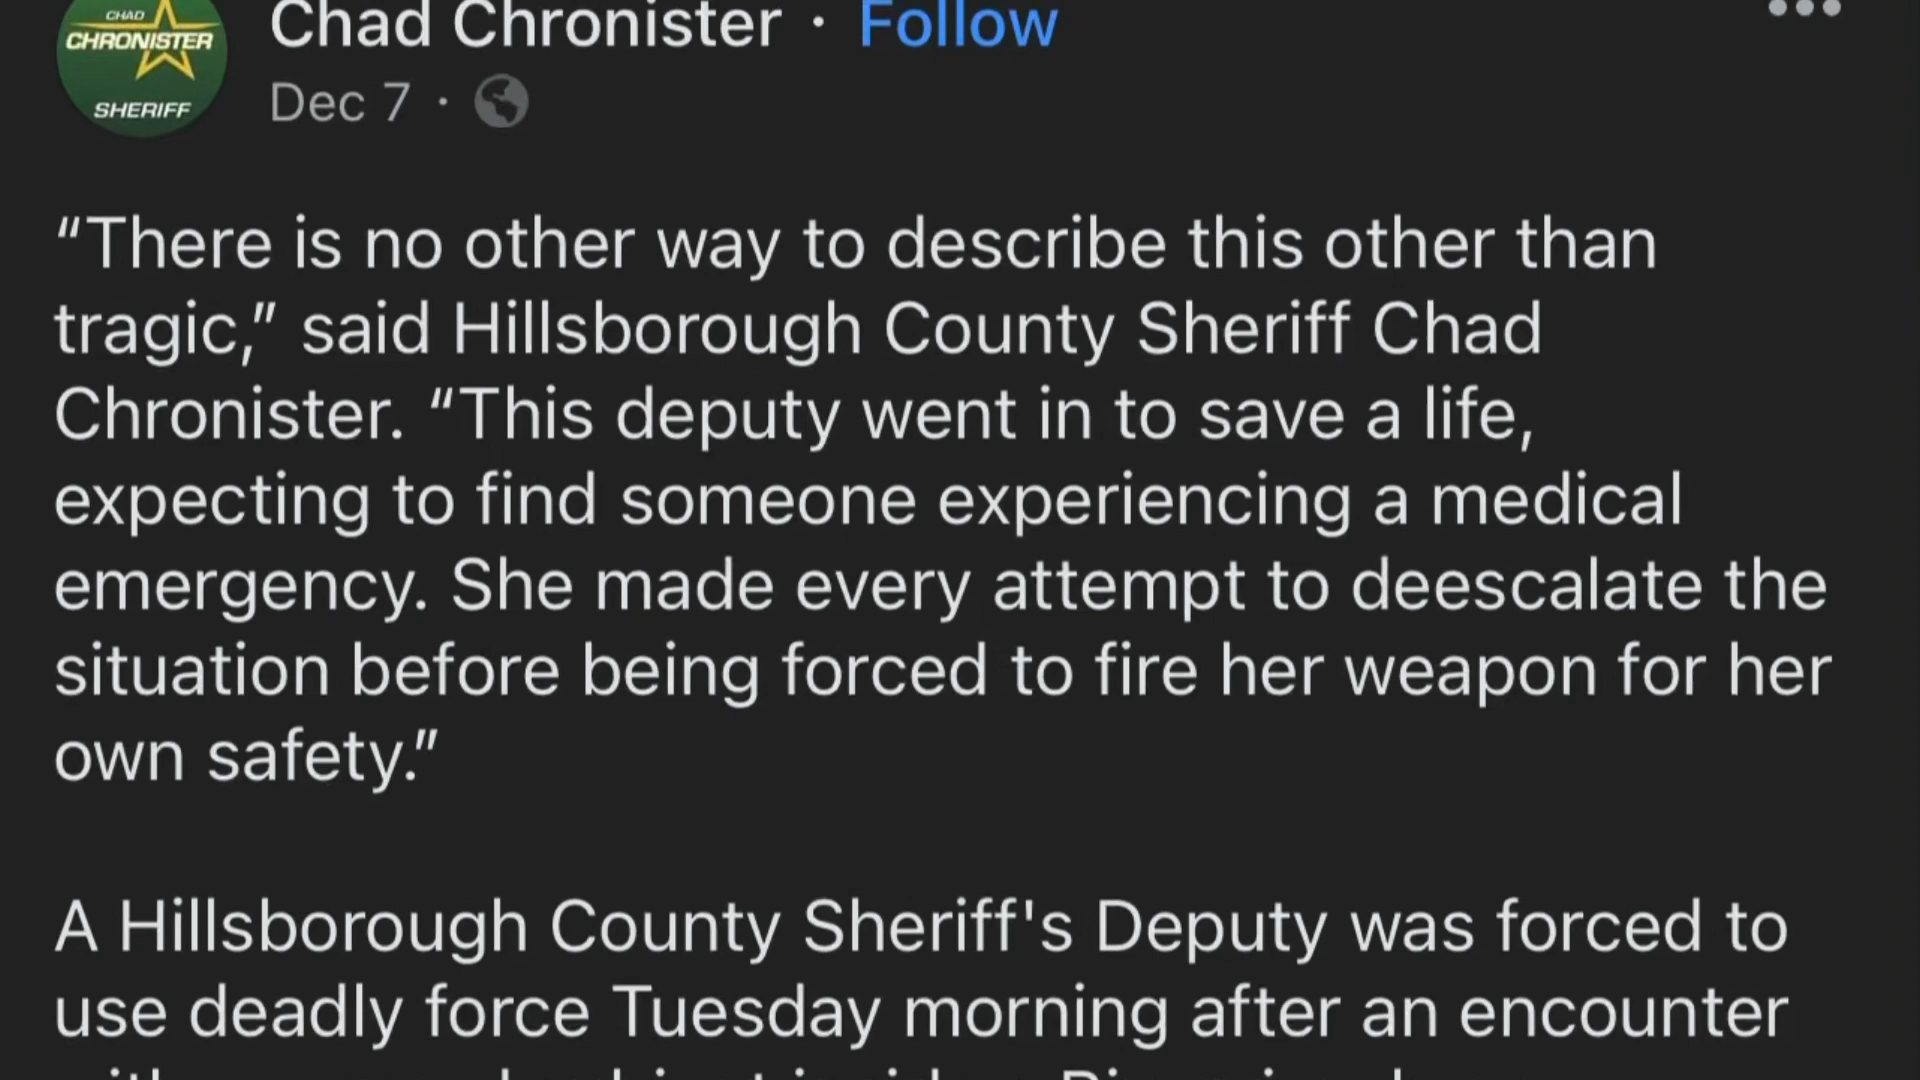 CHAD
CHRONISTER
SHERIFF
Chad Chronister · Follow
Dec 7 ·
“There is no other way to describe this other than
tragic,” said Hillsborough County Sheriff Chad
Chronister. “This deputy went in to save a life,
expecting to find someone experiencing a medical
emergency. She made every attempt to deescalate the
situation before being forced to fire her weapon for her
own safety.”
A Hillsborough County Sheriff's Deputy was forced to
use deadly force Tuesday morning after an encounter